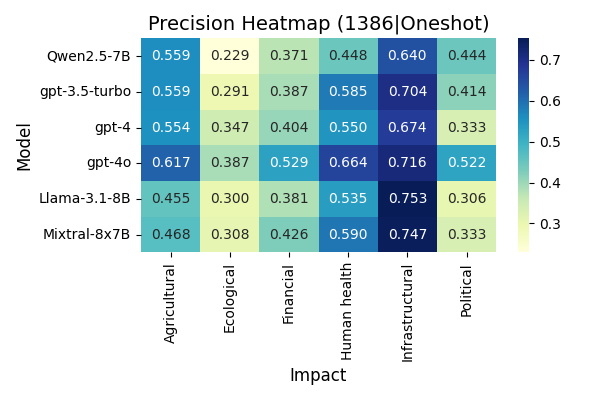 Precision Heatmap (1386|Oneshot)
Model
Qwen2.5-7B 0.559 0.229 0.371 0.448 0.640 0.444
gpt-3.5-turbo 0.559 0.291 0.387 0.585 0.704 0.414
gpt-4 0.554 0.347 0.404 0.550 0.674 0.333
gpt-4o 0.617 0.387 0.529 0.664 0.716 0.522
Llama-3.1-8B 0.455 0.300 0.381 0.535 0.753 0.306
Mixtral-8x7B 0.468 0.308 0.426 0.590 0.747 0.333
Agricultural Ecological Financial Human health Infrastructural Political
Impact
0.7
0.6
0.5
0.4
0.3